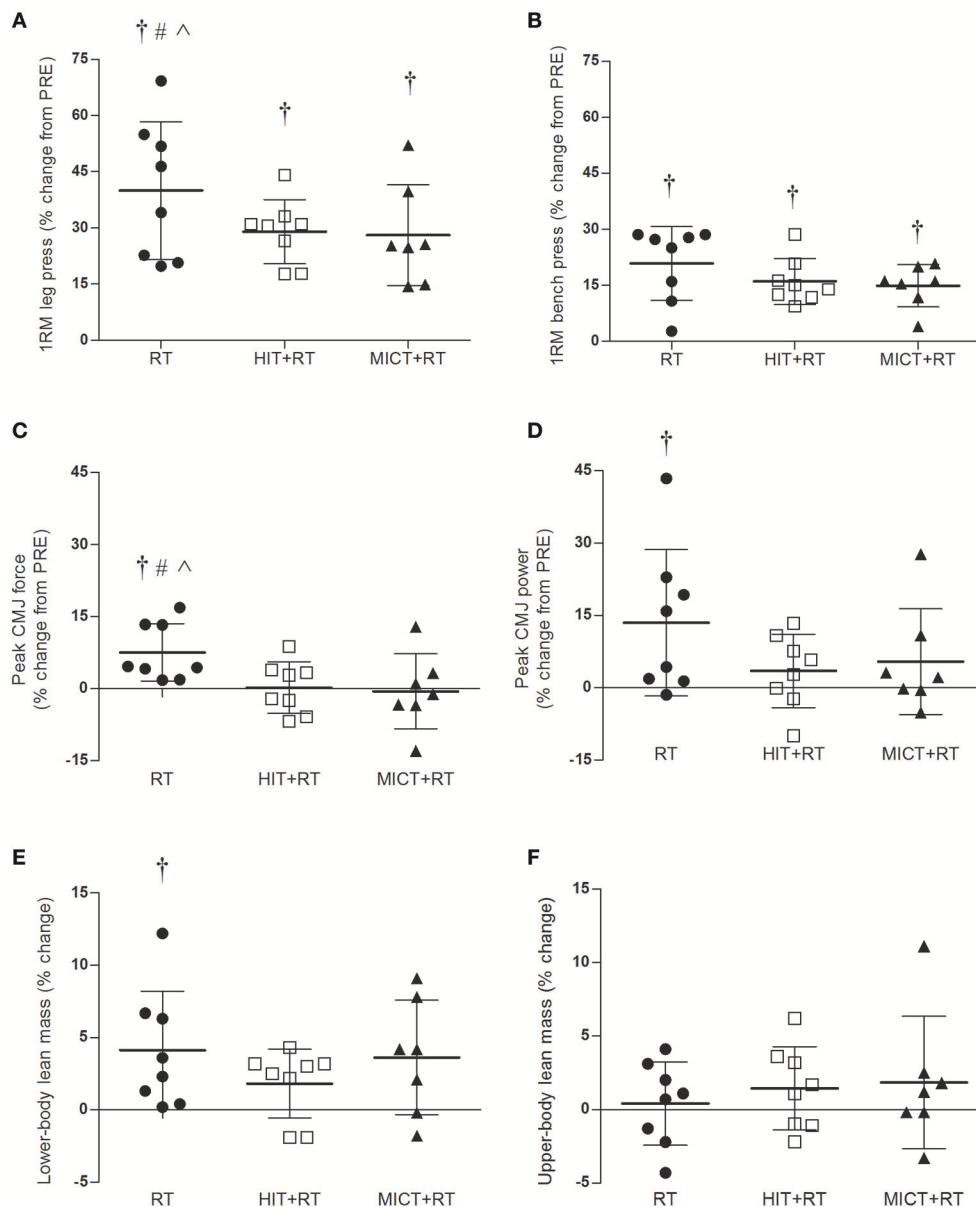 A
† # ^
†
†
1RM leg press (% change from PRE)
75
60
45
30
15
0
RT
HIT+RT
MICT+RT
B
†
†
†
1RM bench press (% change from PRE)
75
60
45
30
15
0
RT
HIT+RT
MICT+RT
C
† # ^
Peak CMJ force
(% change from PRE)
45
30
15
0
-15
RT
HIT+RT
MICT+RT
D
†
Peak CMJ power
(% change from PRE)
45
30
15
0
-15
RT
HIT+RT
MICT+RT
E
†
Lower-body lean mass (% change)
15
10
5
0
-5
RT
HIT+RT
MICT+RT
F
Upper-body lean mass (% change)
15
10
5
0
-5
RT
HIT+RT
MICT+RT